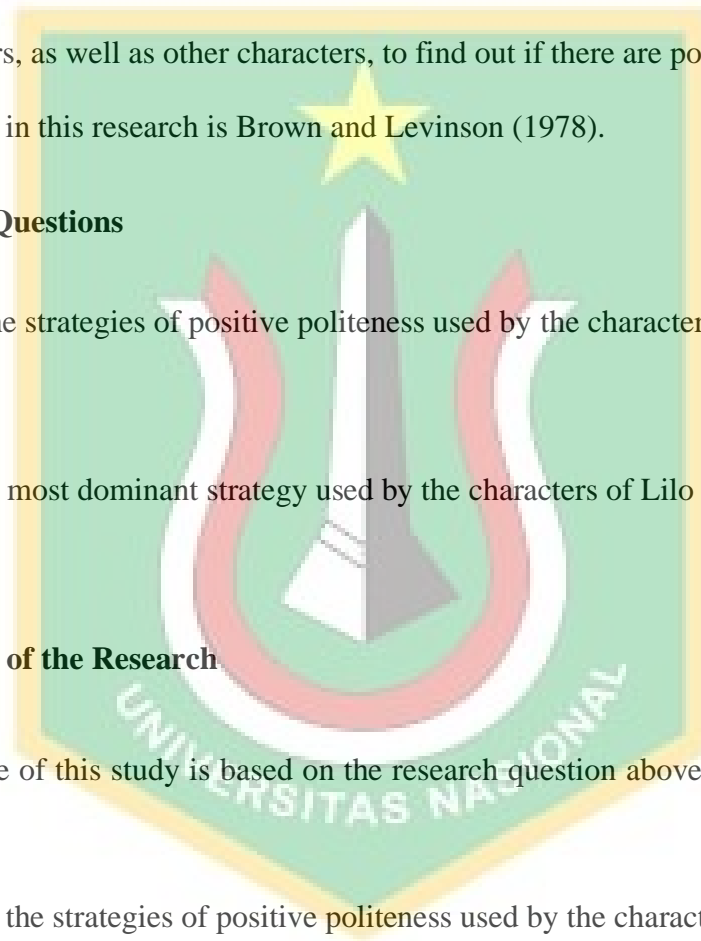 rs, as well as other characters, to find out if there are po
in this research is Brown and Levinson (1978).
Questions
ne strategies of positive politeness used by the character
most dominant strategy used by the characters of Lilo
of the Research
e of this study is based on the research question above
UNIVERSITAS NASIONAL
the strategies of positive politeness used by the charact